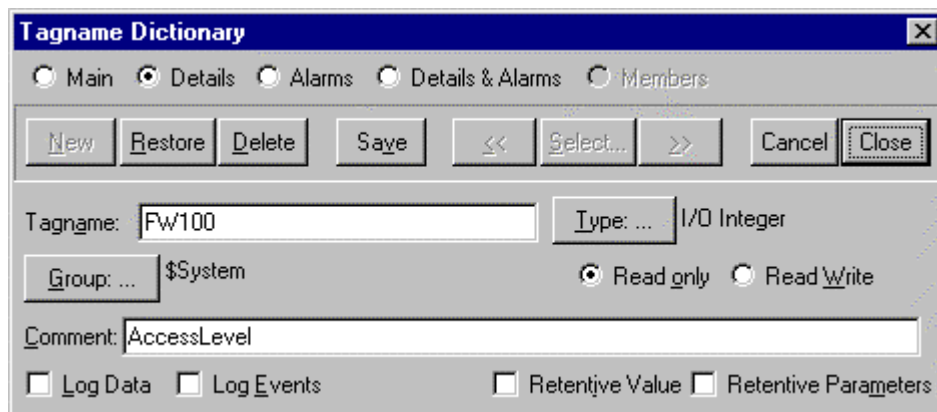 Tagname Dictionary
Main Details Alarms Details & Alarms Members
New Restore Delete Save << Select... >> Cancel Close
Tagname: FW100 Type: ... I/O Integer
Group: ... $System Read only Read Write
Comment: AccessLevel
Log Data Log Events Retentive Value Retentive Parameters